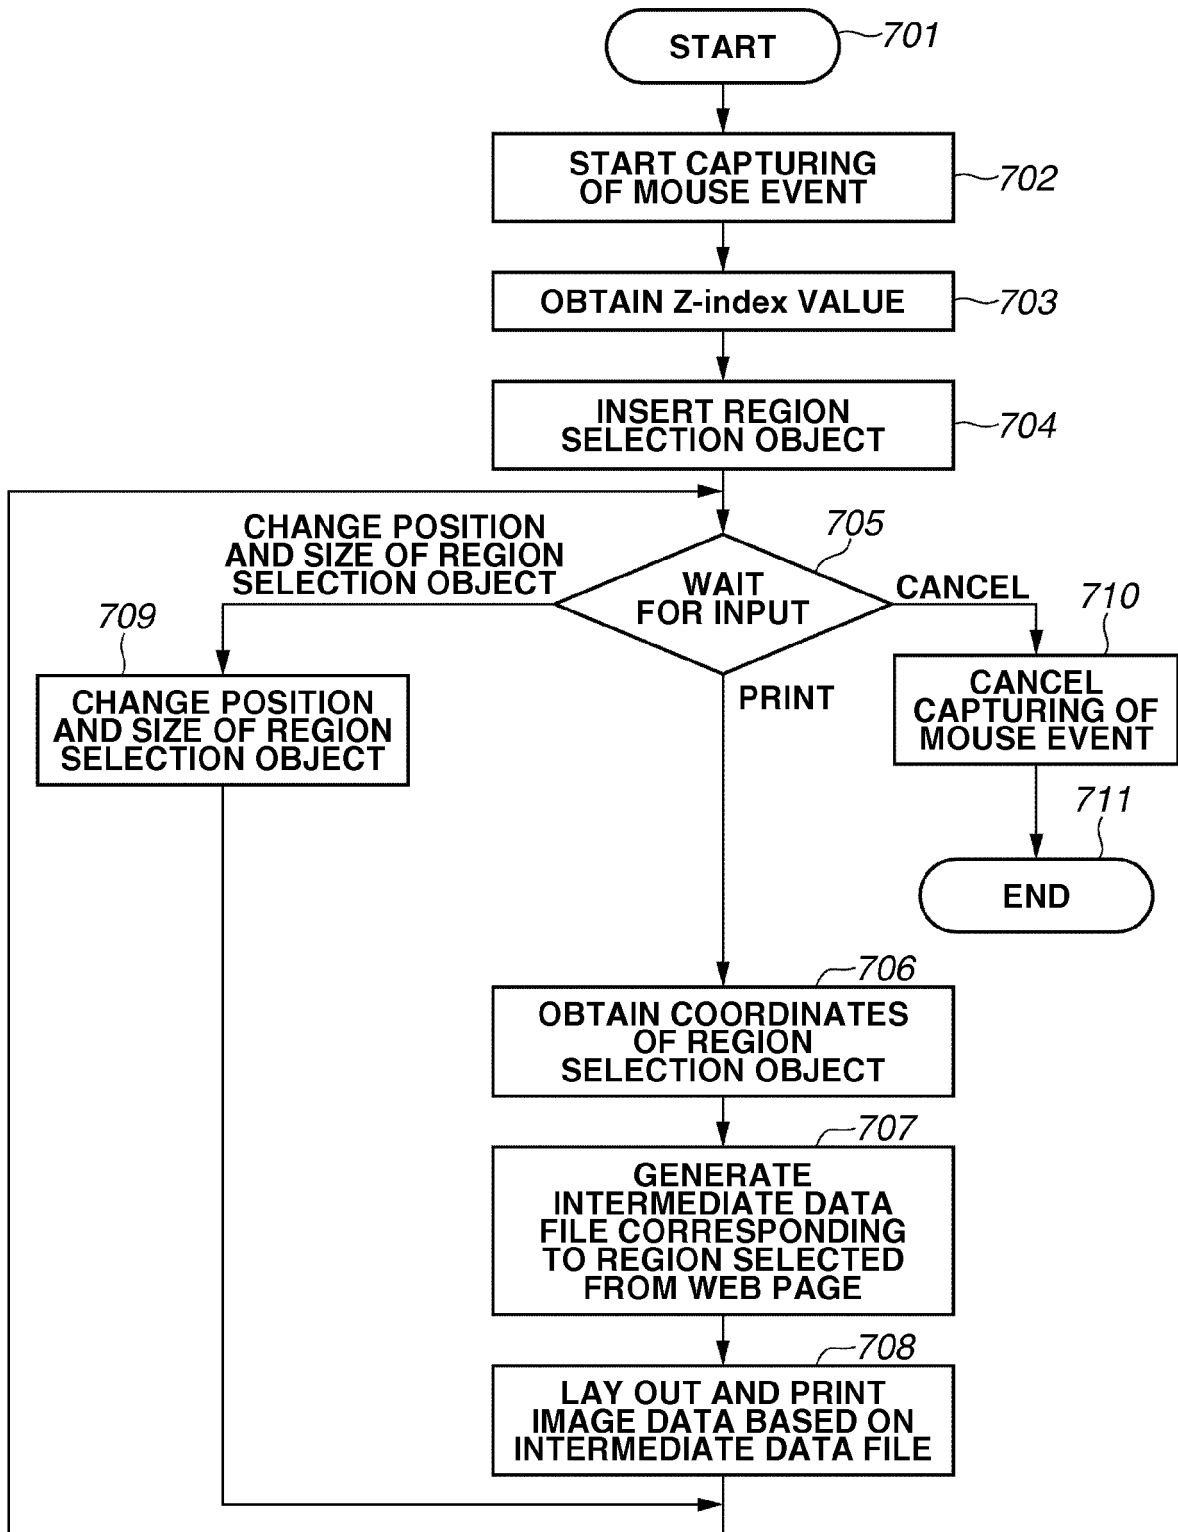 START
701
START CAPTURING
OF MOUSE EVENT
702
OBTAIN Z-index VALUE
703
INSERT REGION
SELECTION OBJECT
704
CHANGE POSITION
AND SIZE OF REGION
SELECTION OBJECT
705
WAIT
FOR INPUT
CANCEL
710
709
CHANGE POSITION
AND SIZE OF REGION
SELECTION OBJECT
PRINT
CANCEL
CAPTURING OF
MOUSE EVENT
711
END
706
OBTAIN COORDINATES
OF REGION
SELECTION OBJECT
707
GENERATE
INTERMEDIATE DATA
FILE CORRESPONDING
TO REGION SELECTED
FROM WEB PAGE
708
LAY OUT AND PRINT
IMAGE DATA BASED ON
INTERMEDIATE DATA FILE